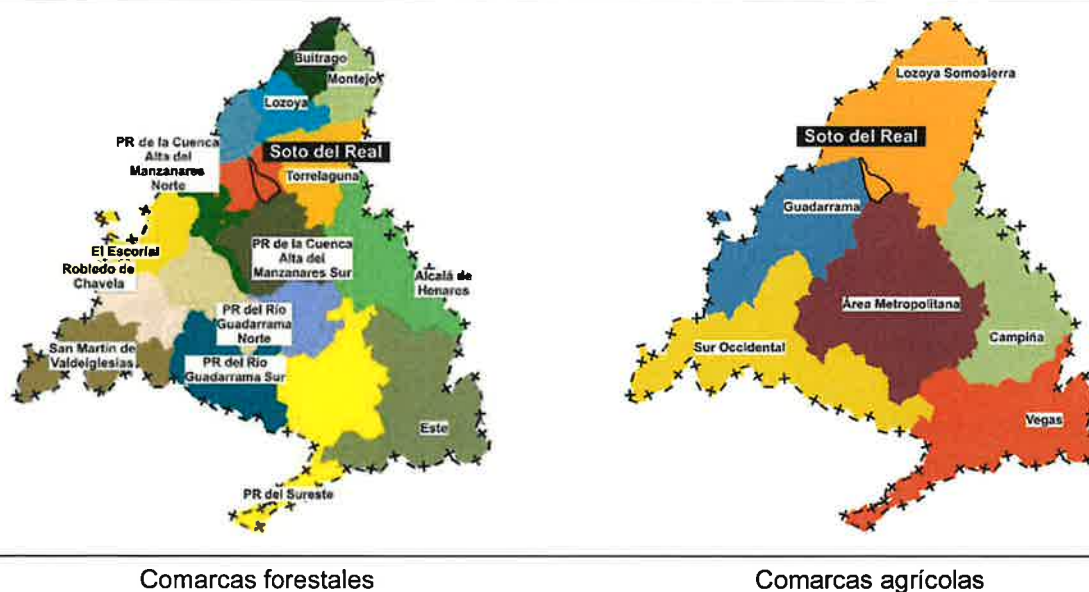 Buitrago
Montejo
Lozoya
PR de la Cuenca
Alta del
Manzanares
Norte
Soto del Real
Torrelaguna
El Escorial
Robledo de
Chavela
PR de la Cuenca
Alta del
Manzanares Sur
Alcalá de
Henares
PR del Río
Guadarrama
Norte
San Martín de
Valdeiglesias
PR del Río
Guadarrama Sur
Este
PR del Sureste
Comarcas forestales
Lozoya Somosierra
Soto del Real
Guadarrama
Área Metropolitana
Campiña
Sur Occidental
Vegas
Comarcas agrícolas